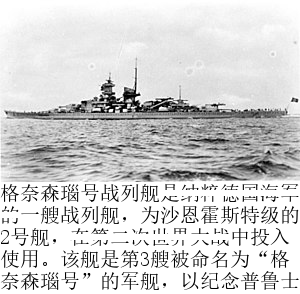 格奈森瑙号战列舰是纳粹德国海军
的一艘战列舰，为沙恩霍斯特级的
2号舰，在第二次世界大战中投入
使用。该舰是第3艘被命名为“格
奈森瑙号”的军舰，以纪念普鲁士